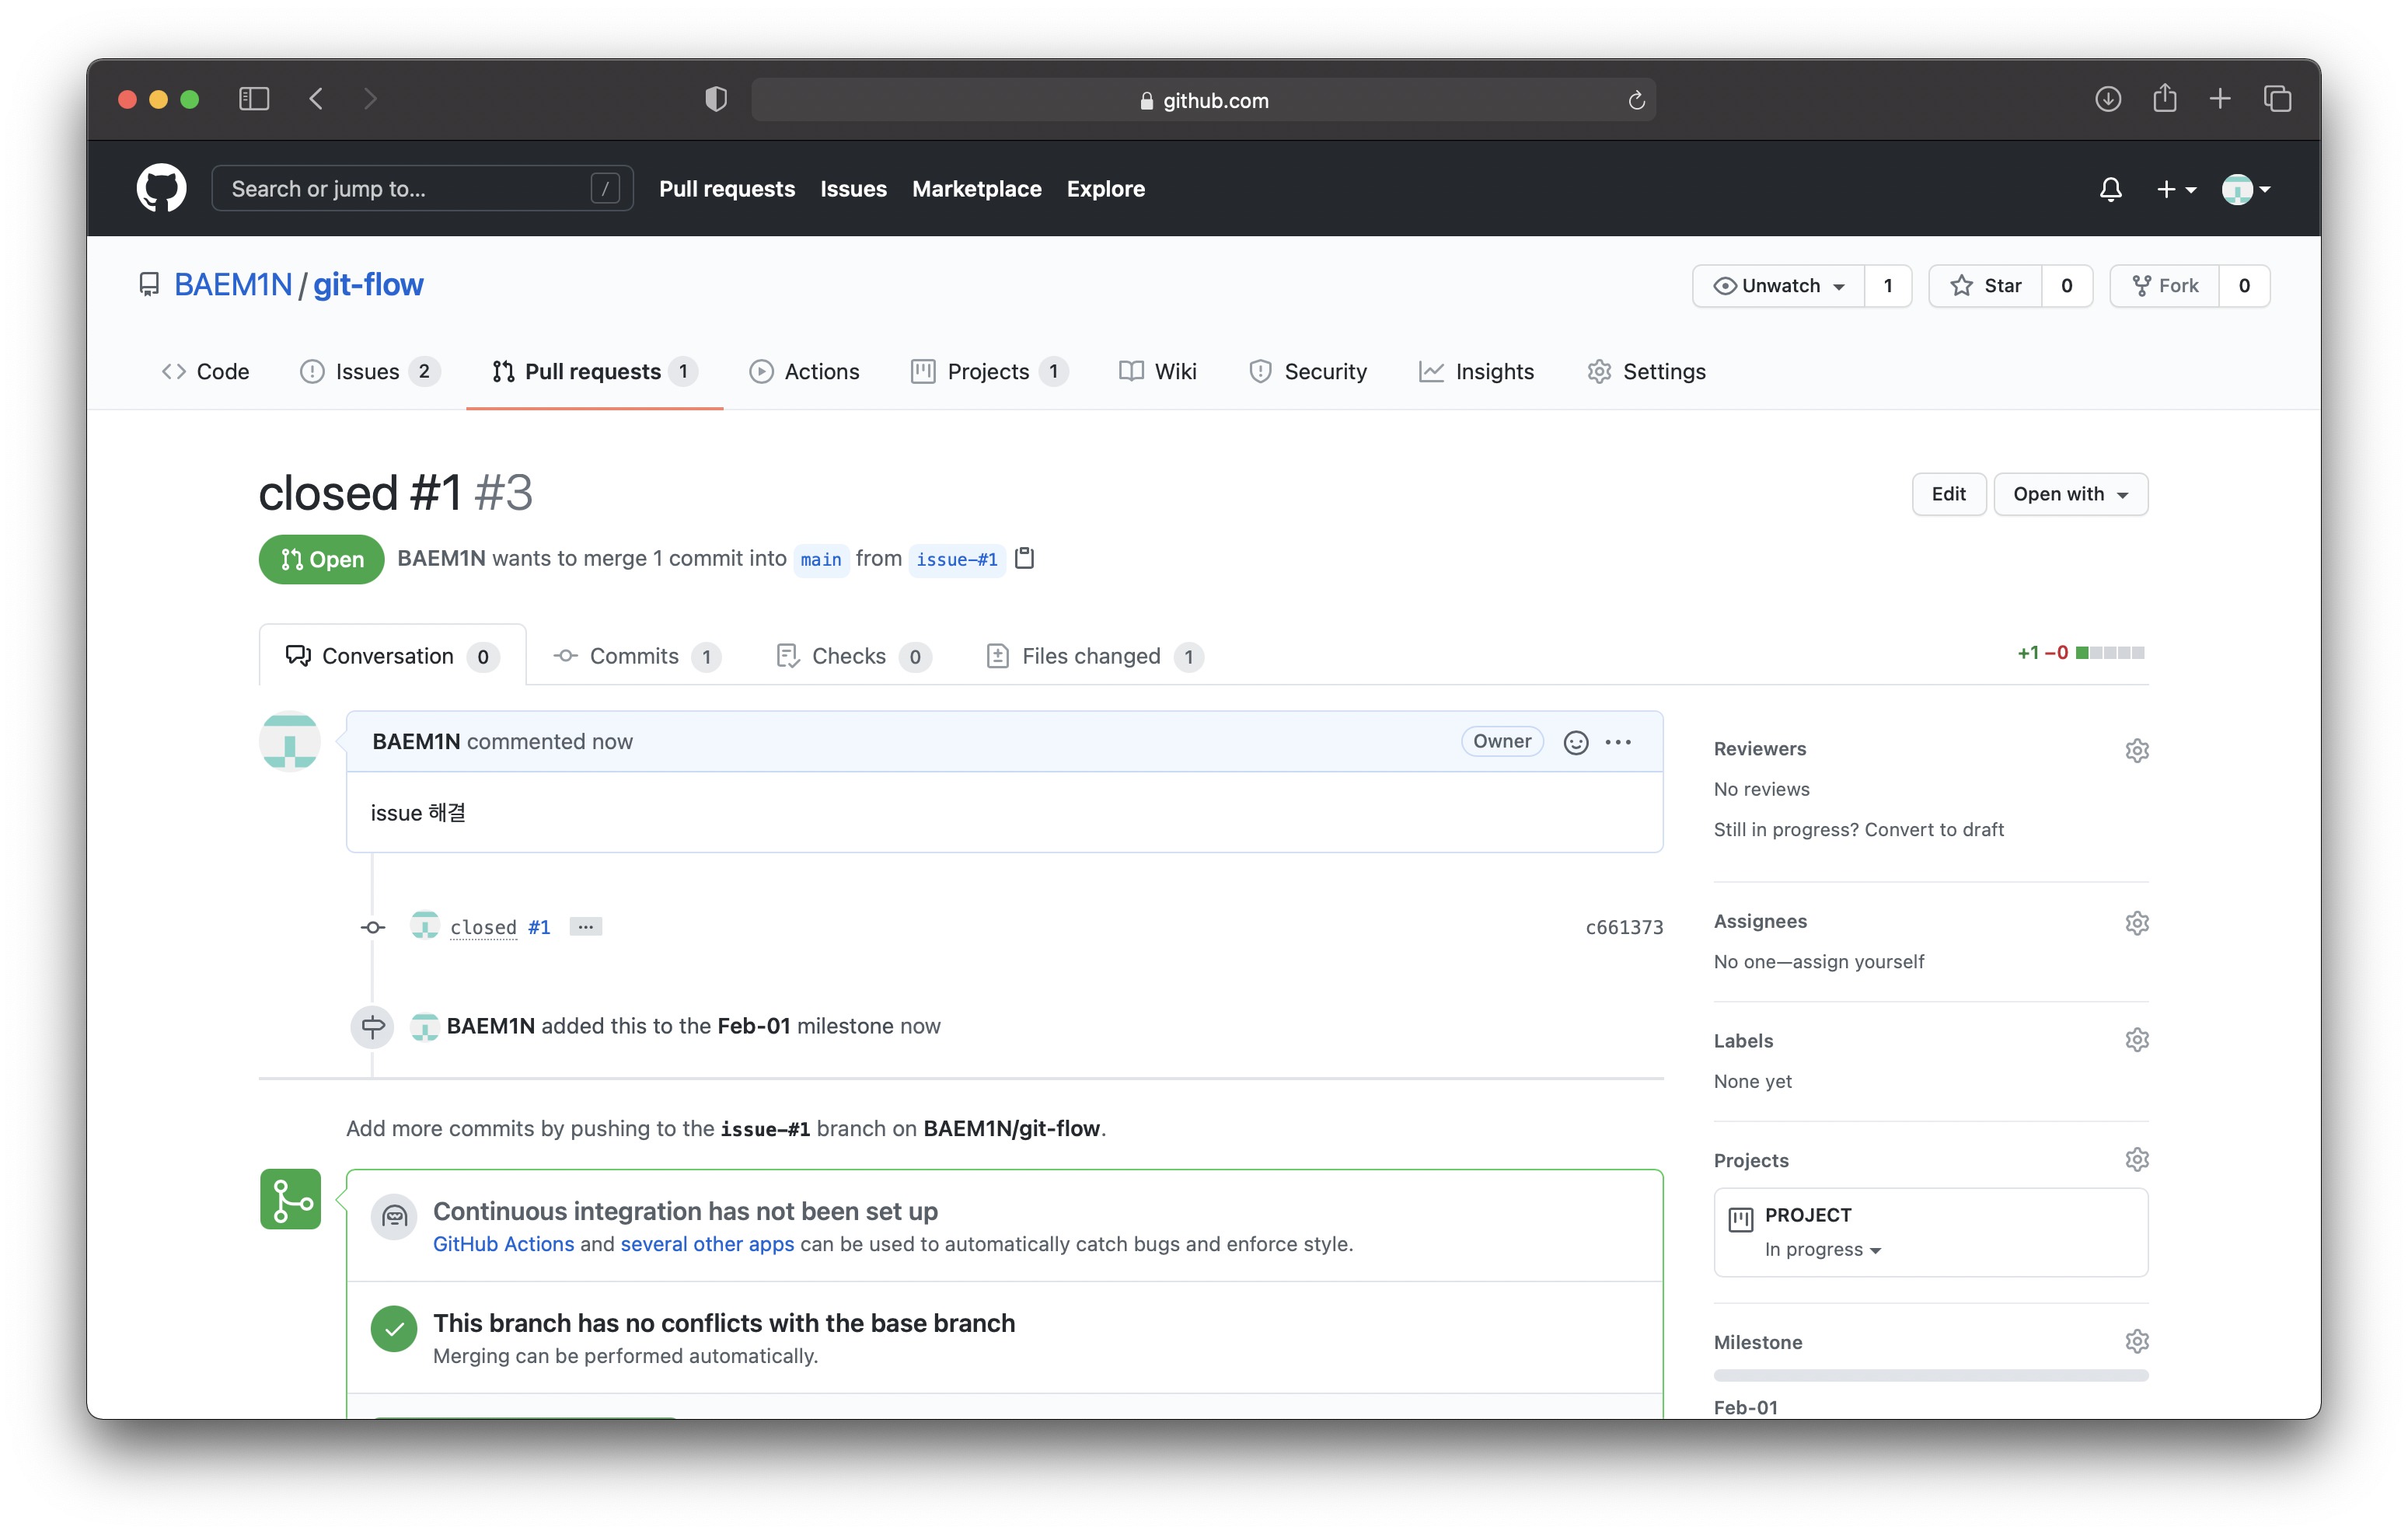 github.com
Search or jump to... /
Pull requests Issues Marketplace Explore
BAEM1N / git-flow
Unwatch 1 Star 0 Fork 0
Code Issues 2 Pull requests 1 Actions Projects 1 Wiki Security Insights Settings
closed #1 #3
Edit Open with
Open BAEM1N wants to merge 1 commit into main from issue-#1
Conversation 0 Commits 1 Checks 0 Files changed 1
+1 −0
BAEM1N commented now
Owner
issue 해결
closed #1 ...
c661373
BAEM1N added this to the Feb-01 milestone now
Add more commits by pushing to the issue-#1 branch on BAEM1N/git-flow.
Continuous integration has not been set up
GitHub Actions and several other apps can be used to automatically catch bugs and enforce style.
This branch has no conflicts with the base branch
Merging can be performed automatically.
Reviewers
No reviews
Still in progress? Convert to draft
Assignees
No one—assign yourself
Labels
None yet
Projects
PROJECT
In progress
Milestone
Feb-01